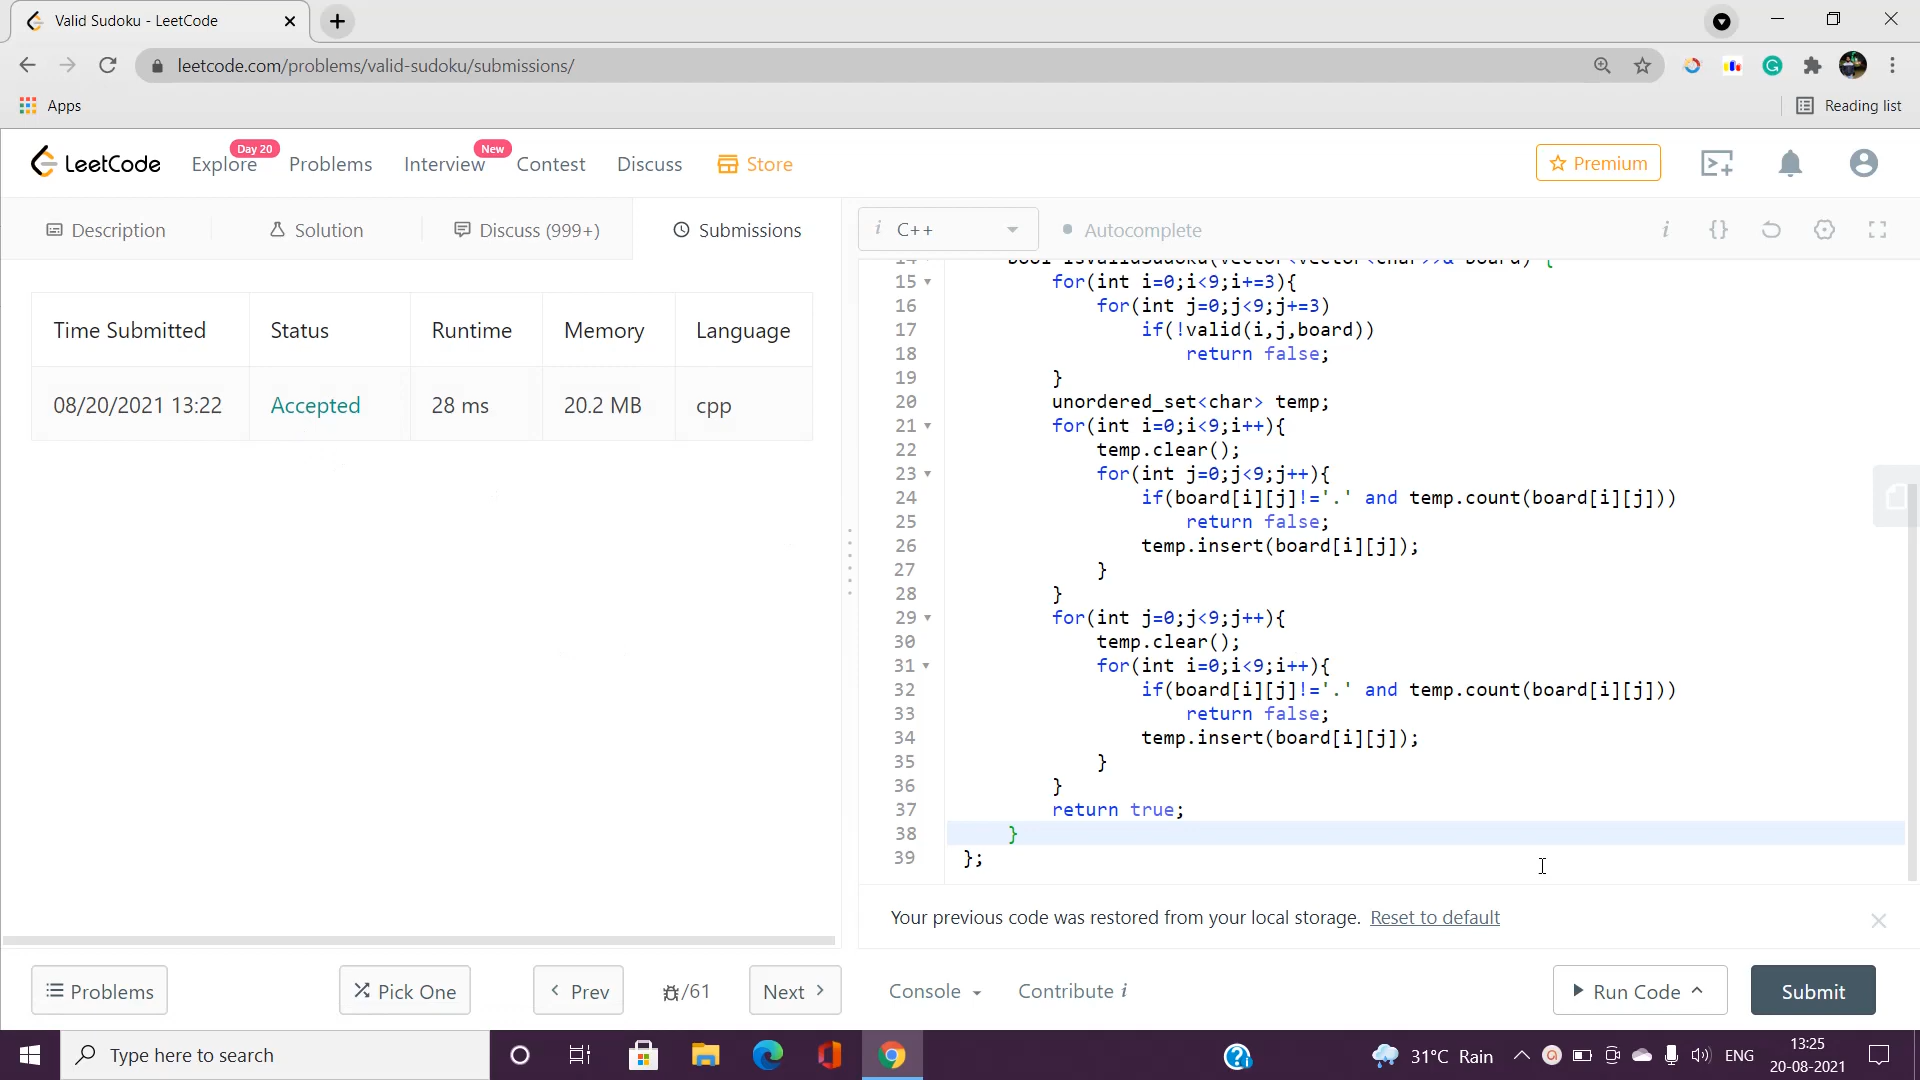 Valid Sudoku - LeetCode
leetcode.com/problems/valid-sudoku/submissions/
Apps
Reading list
LeetCode
Explore
Day 20
Problems
Interview
New
Contest
Discuss
Store
Premium
Description
Solution
Discuss (999+)
Submissions
i C++
Autocomplete
i {}
Time Submitted Status Runtime Memory Language
08/20/2021 13:22 Accepted 28 ms 20.2 MB cpp
14 bool isValidSudoku(vector<vector<char>>& board) {
15 for(int i=0;i<9;i+=3){
16 for(int j=0;j<9;j+=3)
17 if(!valid(i,j,board))
18 return false;
19 }
20 unordered_set<char> temp;
21 for(int i=0;i<9;i++){
22 temp.clear();
23 for(int j=0;j<9;j++){
24 if(board[i][j]!='.' and temp.count(board[i][j]))
25 return false;
26 temp.insert(board[i][j]);
27 }
28 }
29 for(int j=0;j<9;j++){
30 temp.clear();
31 for(int i=0;i<9;i++){
32 if(board[i][j]!='.' and temp.count(board[i][j]))
33 return false;
34 temp.insert(board[i][j]);
35 }
36 }
37 return true;
38 }
39 };
Your previous code was restored from your local storage. Reset to default
Problems
Pick One
Prev
/61
Next
Console
Contribute i
Run Code
Submit
Type here to search
31°C Rain
ENG
13:25
20-08-2021